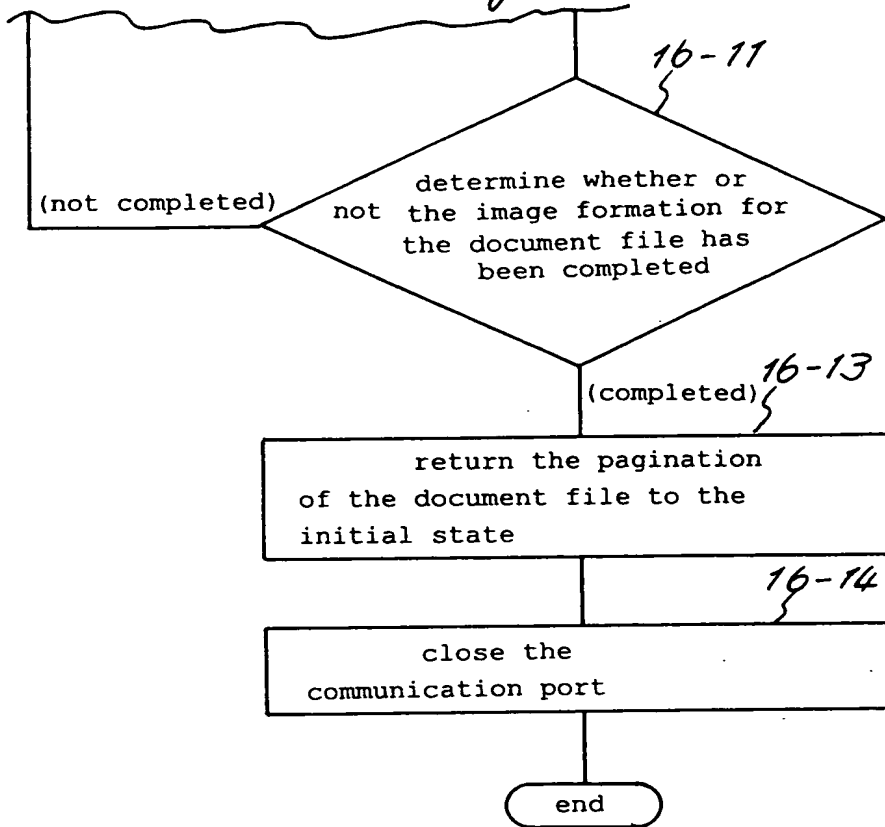 16-11
determine whether or
not the image formation for
the document file has
been completed
(not completed)
(completed)
16-13
return the pagination
of the document file to the
initial state
16-14
close the
communication port
end